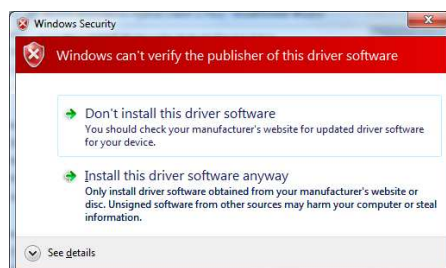 Windows Security
Windows can't verify the publisher of this driver software
Don't install this driver software
You should check your manufacturer's website for updated driver software
for your device.
Install this driver software anyway
Only install driver software obtained from your manufacturer's website or
disc. Unsigned software from other sources may harm your computer or steal
information.
See details